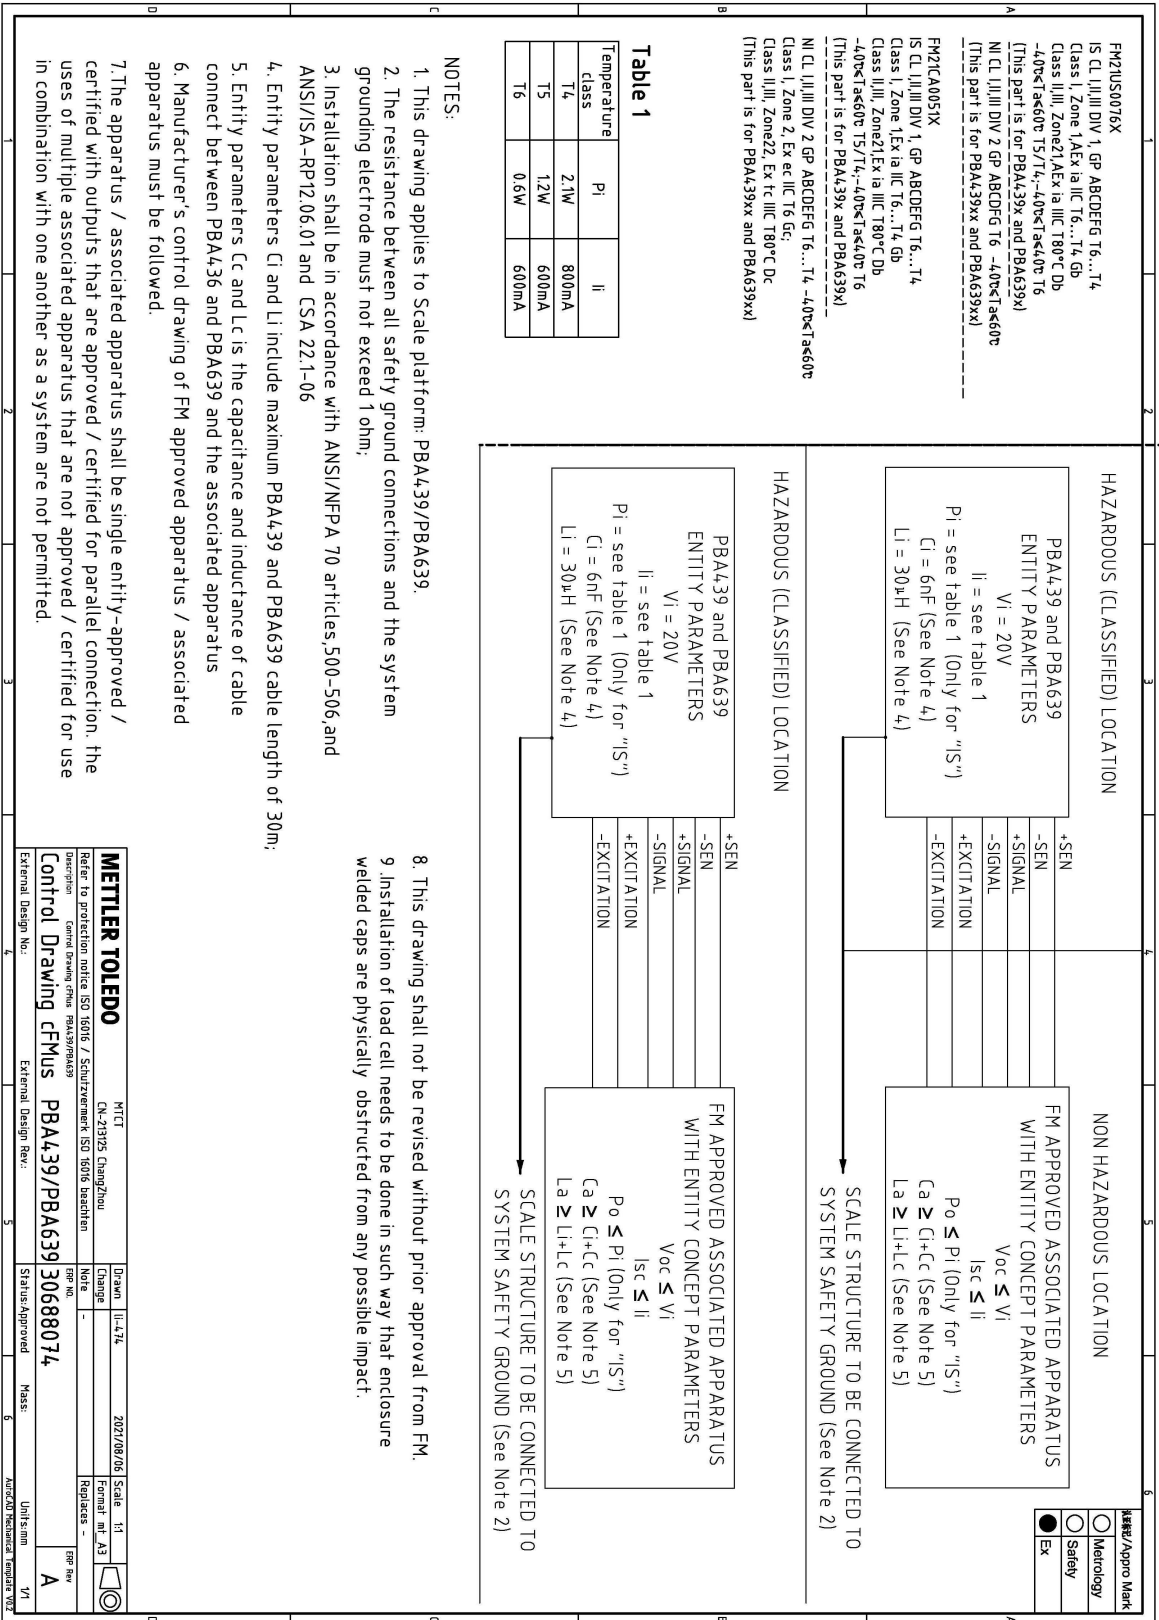 FM21US0076X
IS CL I,II,III DIV 1, GP ABCDEFG T6...T4
Class I, Zone 1,AEx ia IIC T6...T4 Gb
Class II,III, Zone21,AEx ia IIIC T80°C Db
-40℃≤Ta≤60℃ T5/T4;-40℃≤Ta≤40℃ T6
(This part is for PBA439x and PBA639x)
NI CL I,II,III DIV 2 GP ABCDFG T6 -40℃≤Ta≤60℃
(This part is for PBA439xx and PBA639xx)
FM21CA0051X
IS CL I,II,III DIV 1, GP ABCDEFG T6...T4
Class I, Zone 1,Ex ia IIC T6...T4 Gb
Class II,III, Zone21,Ex ia IIIC T80°C Db
-40℃≤Ta≤60℃ T5/T4;-40℃≤Ta≤40℃ T6
(This part is for PBA439x and PBA639x)
NI CL I,II,III DIV 2 GP ABCDEFG T6...T4 -40℃≤Ta≤60℃
Class I, Zone 2, Ex ec IIC T6 Gc;
Class II,III, Zone22, Ex tc IIIC T80°C Dc
(This part is for PBA439xx and PBA639xx)
Table 1
Temperature class Pi Ii
T4 2.1W 800mA
T5 1.2W 600mA
T6 0.6W 600mA
HAZARDOUS (CLASSIFIED) LOCATION
NON HAZARDOUS LOCATION
PBA439 and PBA639
ENTITY PARAMETERS
Vi = 20V
Ii = see table 1
Pi = see table 1 (Only for "IS")
Ci = 6nF (See Note 4)
Li = 30μH (See Note 4)
+SEN
-SEN
+SIGNAL
-SIGNAL
+EXCITATION
-EXCITATION
FM APPROVED ASSOCIATED APPARATUS
WITH ENTITY CONCEPT PARAMETERS
Voc ≤ Vi
Isc ≤ Ii
Po ≤ Pi (Only for "IS")
Ca ≥ Ci+Cc (See Note 5)
La ≥ Li+Lc (See Note 5)
SCALE STRUCTURE TO BE CONNECTED TO
SYSTEM SAFETY GROUND (See Note 2)
HAZARDOUS (CLASSIFIED) LOCATION
PBA439 and PBA639
ENTITY PARAMETERS
Vi = 20V
Ii = see table 1
Pi = see table 1 (Only for "IS")
Ci = 6nF (See Note 4)
Li = 30μH (See Note 4)
+SEN
-SEN
+SIGNAL
-SIGNAL
+EXCITATION
-EXCITATION
FM APPROVED ASSOCIATED APPARATUS
WITH ENTITY CONCEPT PARAMETERS
Voc ≤ Vi
Isc ≤ Ii
Po ≤ Pi (Only for "IS")
Ca ≥ Ci+Cc (See Note 5)
La ≥ Li+Lc (See Note 5)
SCALE STRUCTURE TO BE CONNECTED TO
SYSTEM SAFETY GROUND (See Note 2)
/Appro Mark
Metrology
Safety
Ex
NOTES:
1. This drawing applies to Scale platform: PBA439/PBA639.
2. The resistance between all safety ground connections and the system
grounding electrode must not exceed 1 ohm;
3. Installation shall be in accordance with ANSI/NFPA 70 articles,500-506,and
ANSI/ISA-RP12.06.01 and CSA 22.1-06
4. Entity parameters Ci and Li include maximum PBA439 and PBA639 cable length of 30m;
5. Entity parameters Cc and Lc is the capacitance and inductance of cable
connect between PBA436 and PBA639 and the associated apparatus
6. Manufacturer's control drawing of FM approved apparatus / associated
apparatus must be followed.
7.The apparatus / associated apparatus shall be single entity-approved /
certified with outputs that are approved / certified for parallel connection. the
uses of multiple associated apparatus that are not approved / certified for use
in combination with one another as a system are not permitted.
8. This drawing shall not be revised without prior approval from FM.
9 .Installation of load cell needs to be done in such way that enclosure
welded caps are physically obstructed from any possible impact.
METTLER TOLEDO
MTCT
CN-213125 ChangZhou
Refer to protection notice ISO 16016 / Schutzvermerk ISO 16016 beachten
Description Control Drawing cFMus PBA439/PBA639
Control Drawing cFMus PBA439/PBA639
External Design No.: External Design Rev.:
Drawn li-474 2021/08/06 Scale 1:1
Change Format mt_A3
Note - Replaces -
ERP NO. 30688074
ERP Rev A
Status:Approved Mass: Units:mm 1/1
AutoCAD Mechanical Template V0.2
1 2 3 4 5 6
A B C D